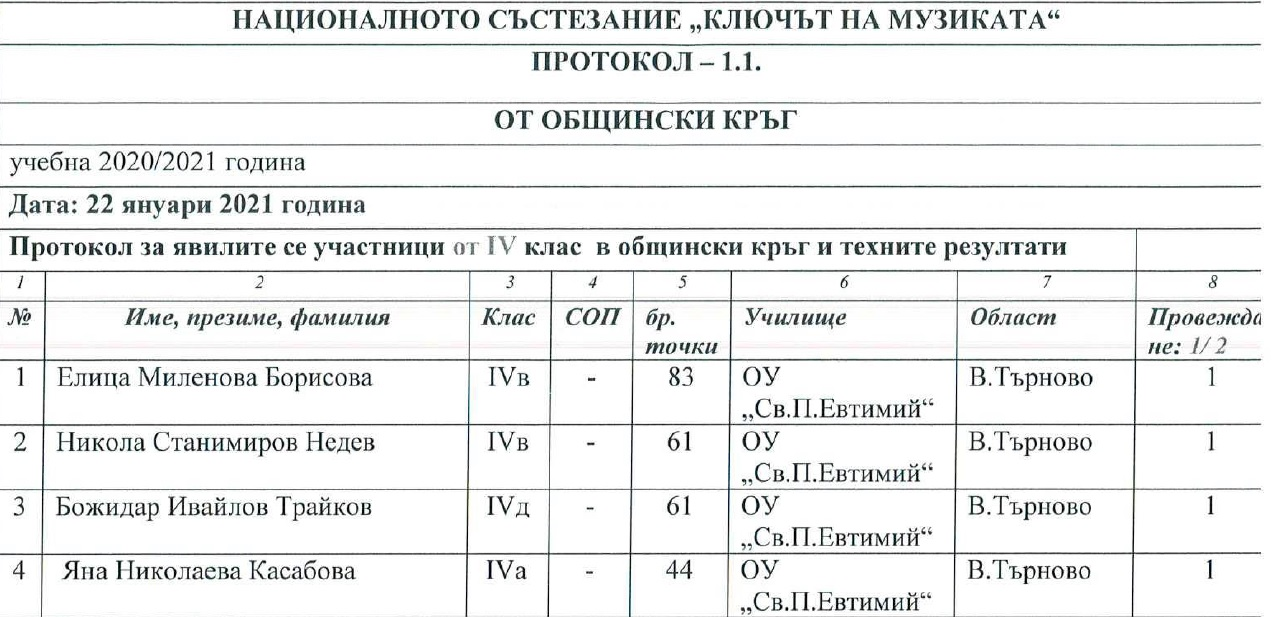 НАЦИОНАЛНОТО СЪСТЕЗАНИЕ „КЛЮЧЪТ НА МУЗИКАТА“
ПРОТОКОЛ – 1.1.
ОТ ОБЩИНСКИ КРЪГ
учебна 2020/2021 година
Дата: 22 януари 2021 година
Протокол за явилите се участници от IV клас в общински кръг и техните резултати
1 2 3 4 5 6 7 8
№ Име, презиме, фамилия Клас СОП бр. Училище Област Провежда
точки не: 1/ 2
1 Елица Миленова Борисова IVв - 83 ОУ В.Търново 1
„Св.П.Евтимий“
2 Никола Станимиров Недев IVв - 61 ОУ В.Търново 1
„Св.П.Евтимий“
3 Божидар Ивайлов Трайков IVд - 61 ОУ В.Търново 1
„Св.П.Евтимий“
4 Яна Николаева Касабова IVа - 44 ОУ В.Търново 1
„Св.П.Евтимий“